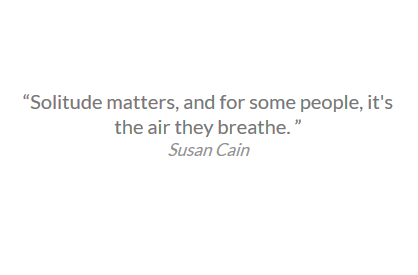 “Solitude matters, and for some people, it's
the air they breathe. ”
Susan Cain